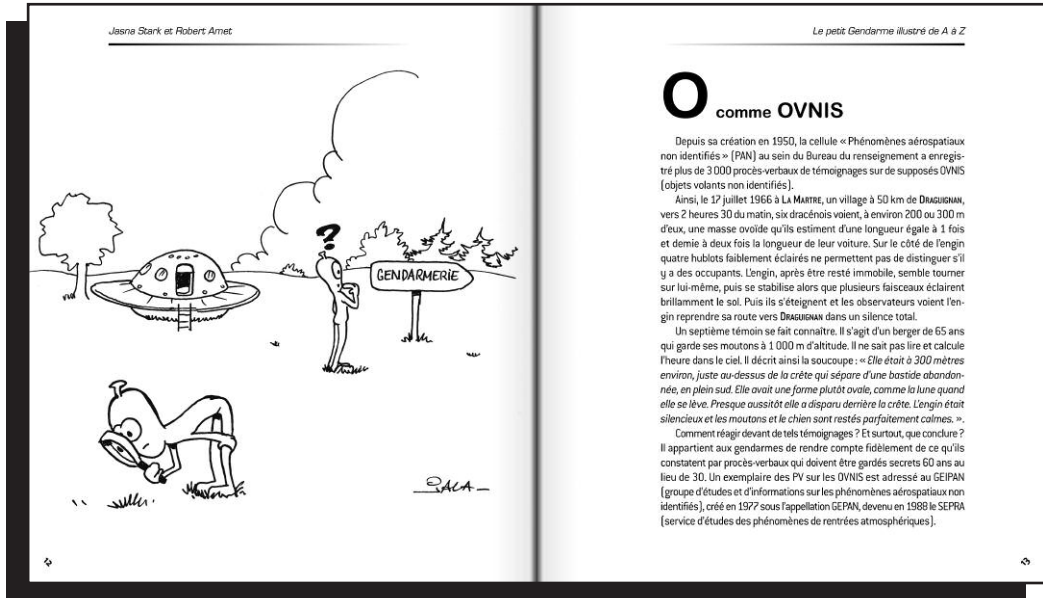 Jasna Stark et Robert Arnet
?
GENDARMERIE
PALA
12
Le petit Gendarme illustré de A à Z
O comme OVNIS
Depuis sa création en 1950, la cellule « Phénomènes aérospatiaux
non identifiés » (PAN) au sein du Bureau du renseignement a enregis-
tré plus de 3 000 procès-verbaux de témoignages sur de supposés OVNIS
(objets volants non identifiés).
Ainsi, le 17 juillet 1966 à LA MARTRE, un village à 50 km de DRAGUIGNAN,
vers 2 heures 30 du matin, six dracénois voient, à environ 200 ou 300 m
d'eux, une masse ovoïde qu'ils estiment d'une longueur égale à 1 fois
et demie à deux fois la longueur de leur voiture. Sur le côté de l'engin
quatre hublots faiblement éclairés ne permettent pas de distinguer s'il
y a des occupants. L'engin, après être resté immobile, semble tourner
sur lui-même, puis se stabilise alors que plusieurs faisceaux éclairent
brillamment le sol. Puis ils s'éteignent et les observateurs voient l'en-
gin reprendre sa route vers DRAGUIGNAN dans un silence total.
Un septième témoin se fait connaître. Il s'agit d'un berger de 65 ans
qui garde ses moutons à 1 000 m d'altitude. Il ne sait pas lire et calcule
l'heure dans le ciel. Il décrit ainsi la soucoupe : « Elle était à 300 mètres
environ, juste au-dessus de la crête qui sépare d'une bastide abandon-
née, en plein sud. Elle avait une forme plutôt ovale, comme la lune quand
elle se lève. Presque aussitôt elle a disparu derrière la crête. L'engin était
silencieux et les moutons et le chien sont restés parfaitement calmes. ».
Comment réagir devant de tels témoignages ? Et surtout, que conclure ?
Il appartient aux gendarmes de rendre compte fidèlement de ce qu'ils
constatent par procès-verbaux qui doivent être gardés secrets 60 ans au
lieu de 30. Un exemplaire des PV sur les OVNIS est adressé au GEIPAN
(groupe d'études et d'informations sur les phénomènes aérospatiaux non
identifiés), créé en 1977 sous l'appellation GEPAN, devenu en 1988 le SEPRA
(service d'études des phénomènes de rentrées atmosphériques).
13